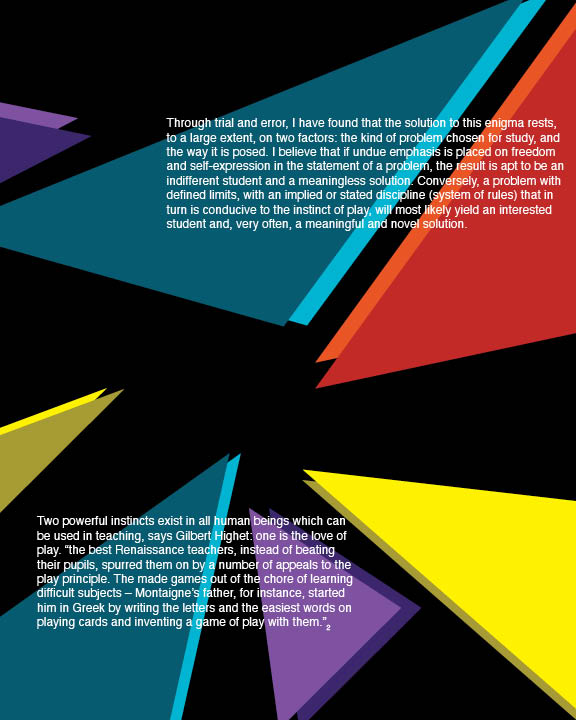 Through trial and error, I have found that the solution to this enigma rests,
to a large extent, on two factors: the kind of problem chosen for study, and
the way it is posed. I believe that if undue emphasis is placed on freedom
and self-expression in the statement of a problem, the result is apt to be an
indifferent student and a meaningless solution. Conversely, a problem with
defined limits, with an implied or stated discipline (system of rules) that in
turn is conducive to the instinct of play, will most likely yield an interested
student and, very often, a meaningful and novel solution.
Two powerful instincts exist in all human beings which can
be used in teaching, says Gilbert Highet: one is the love of
play. “the best Renaissance teachers, instead of beating
their pupils, spurred them on by a number of appeals to the
play principle. The made games out of the chore of learning
difficult subjects – Montaigne’s father, for instance, started
him in Greek by writing the letters and the easiest words on
playing cards and inventing a game of play with them.”2